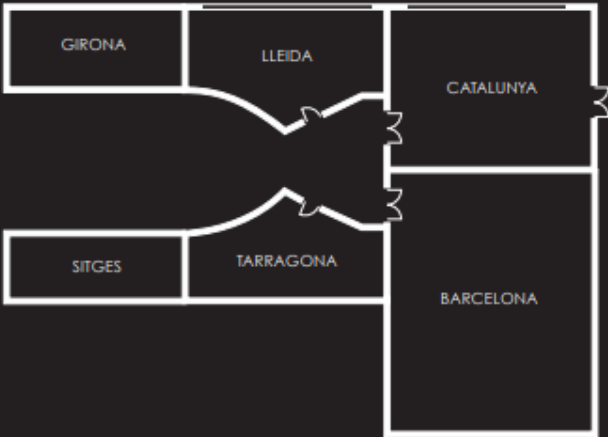 GIRONA
LLEIDA
CATALUNYA
SITGES
TARRAGONA
BARCELONA